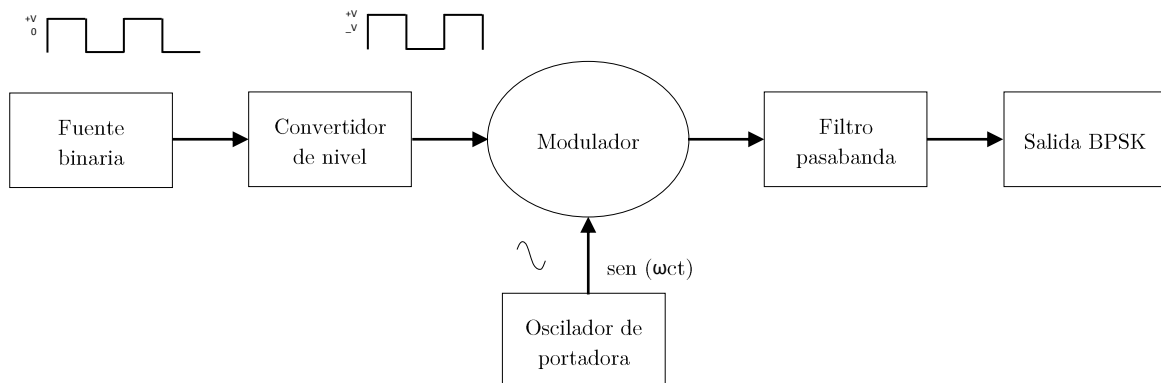 +V
0
+V
_V
Fuente
binaria
Convertidor
de nivel
Modulador
Filtro
pasabanda
Salida BPSK
sen (ωct)
Oscilador de
portadora